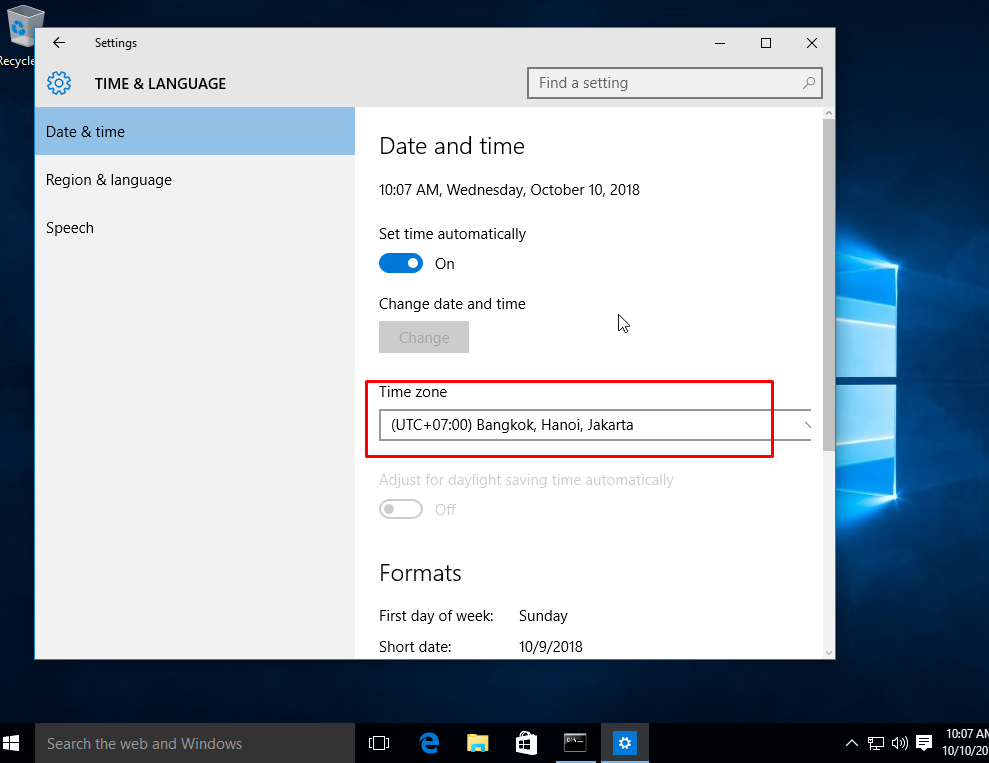 Recycle
Settings
TIME & LANGUAGE
Find a setting
Date & time
Region & language
Speech
Date and time
10:07 AM, Wednesday, October 10, 2018
Set time automatically
On
Change date and time
Change
Time zone
(UTC+07:00) Bangkok, Hanoi, Jakarta
Adjust for daylight saving time automatically
Off
Formats
First day of week: Sunday
Short date: 10/9/2018
Search the web and Windows
10:07 AM
10/10/20